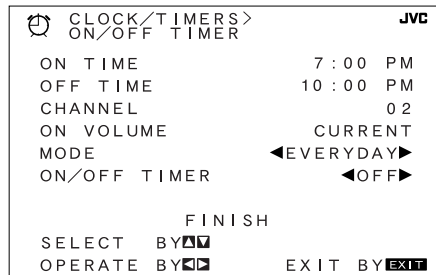 CLOCK/TIMERS> JVC
ON/OFF TIMER
ON TIME 7:00 PM
OFF TIME 10:00 PM
CHANNEL 02
ON VOLUME CURRENT
MODE ◀EVERYDAY▶
ON/OFF TIMER ◀OFF▶
FINISH
SELECT BY▲▼
OPERATE BY◀▶ EXIT BY EXIT